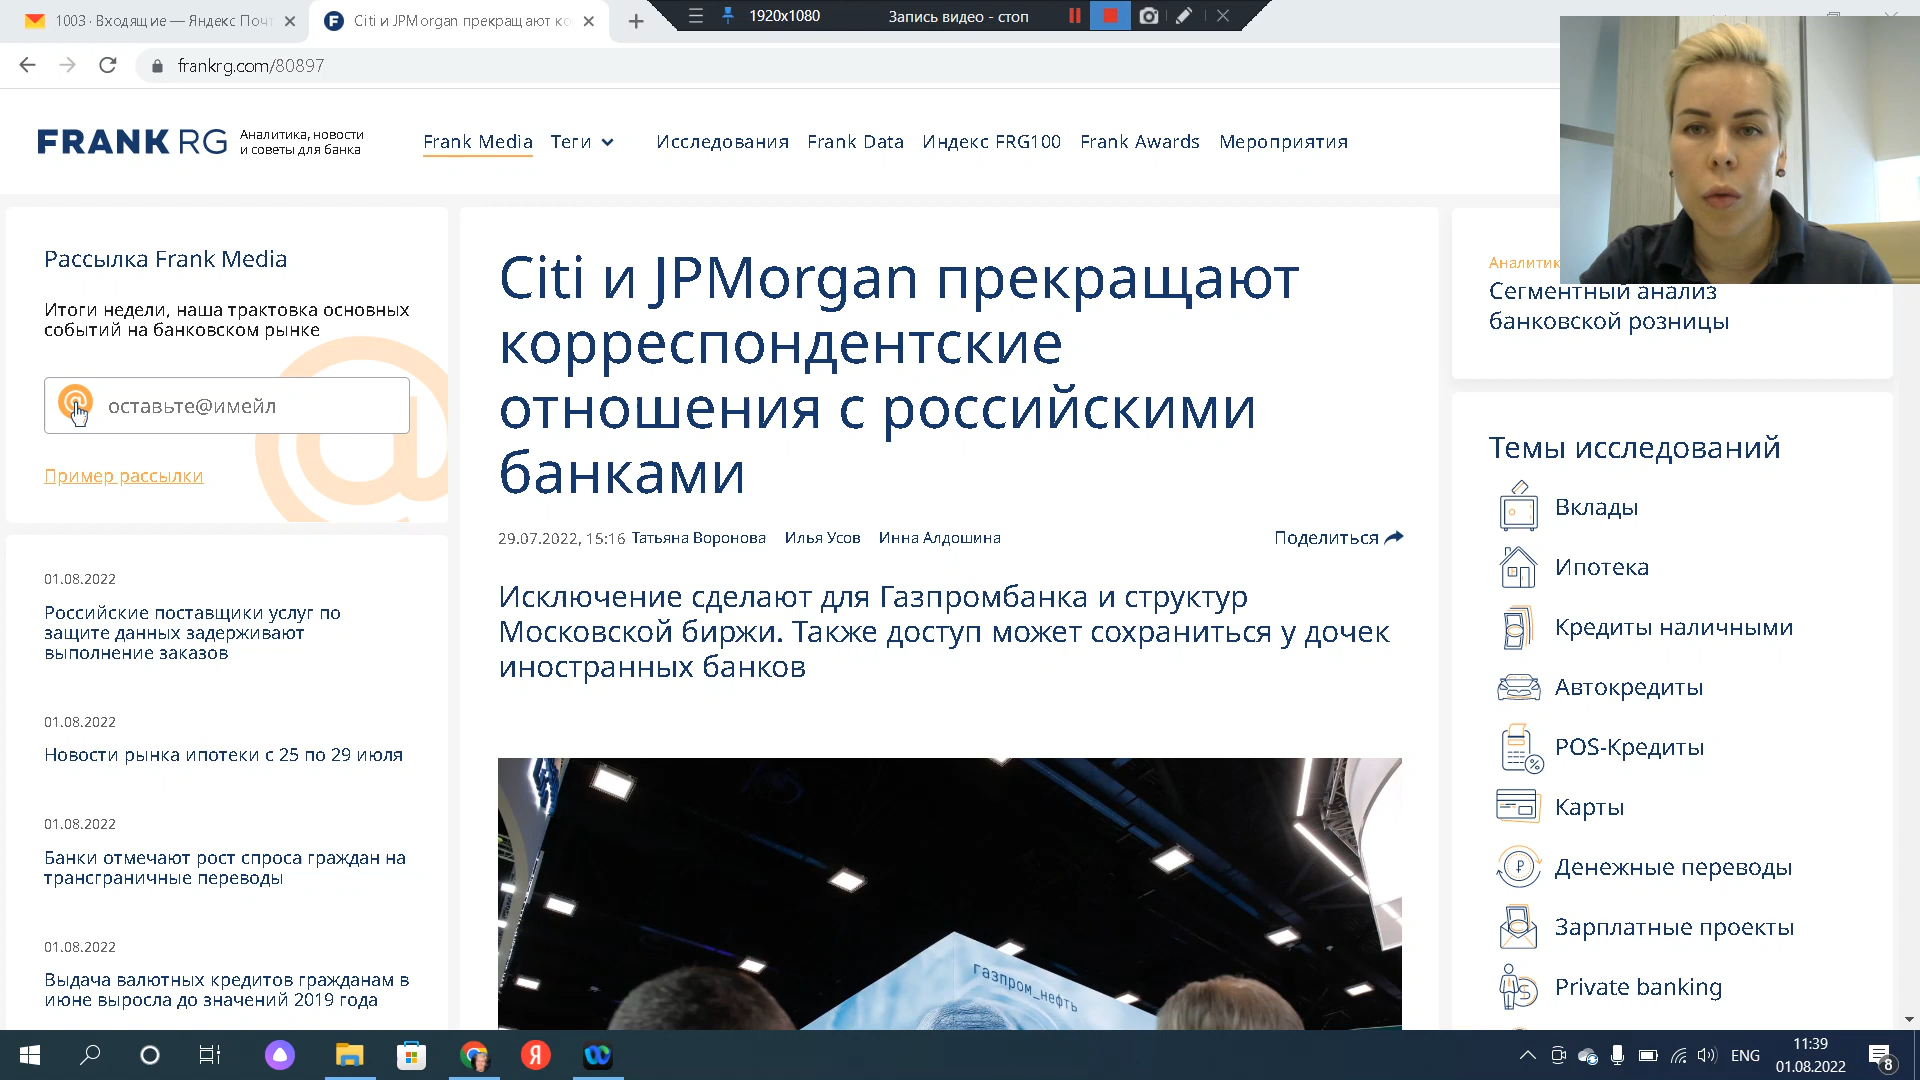 1003 · Входящие — Яндекс Почт
Citi и JPMorgan прекращают ко
1920x1080
Запись видео - стоп
frankrg.com/80897
FRANK RG
Аналитика, новости
и советы для банка
Frank Media
Теги
Исследования
Frank Data
Индекс FRG100
Frank Awards
Мероприятия
Рассылка Frank Media
Итоги недели, наша трактовка основных
событий на банковском рынке
оставьте@имейл
Пример рассылки
01.08.2022
Российские поставщики услуг по
защите данных задерживают
выполнение заказов
01.08.2022
Новости рынка ипотеки с 25 по 29 июля
01.08.2022
Банки отмечают рост спроса граждан на
трансграничные переводы
01.08.2022
Выдача валютных кредитов гражданам в
июне выросла до значений 2019 года
Citi и JPMorgan прекращают
корреспондентские
отношения с российскими
банками
29.07.2022, 15:16 Татьяна Воронова Илья Усов Инна Алдошина
Поделиться
Исключение сделают для Газпромбанка и структур
Московской биржи. Также доступ может сохраниться у дочек
иностранных банков
газпром_нефть
Аналитик
Сегментный анализ
банковской розницы
Темы исследований
Вклады
Ипотека
Кредиты наличными
Автокредиты
POS-Кредиты
Карты
Денежные переводы
Зарплатные проекты
Private banking
ENG
11:39
01.08.2022
8